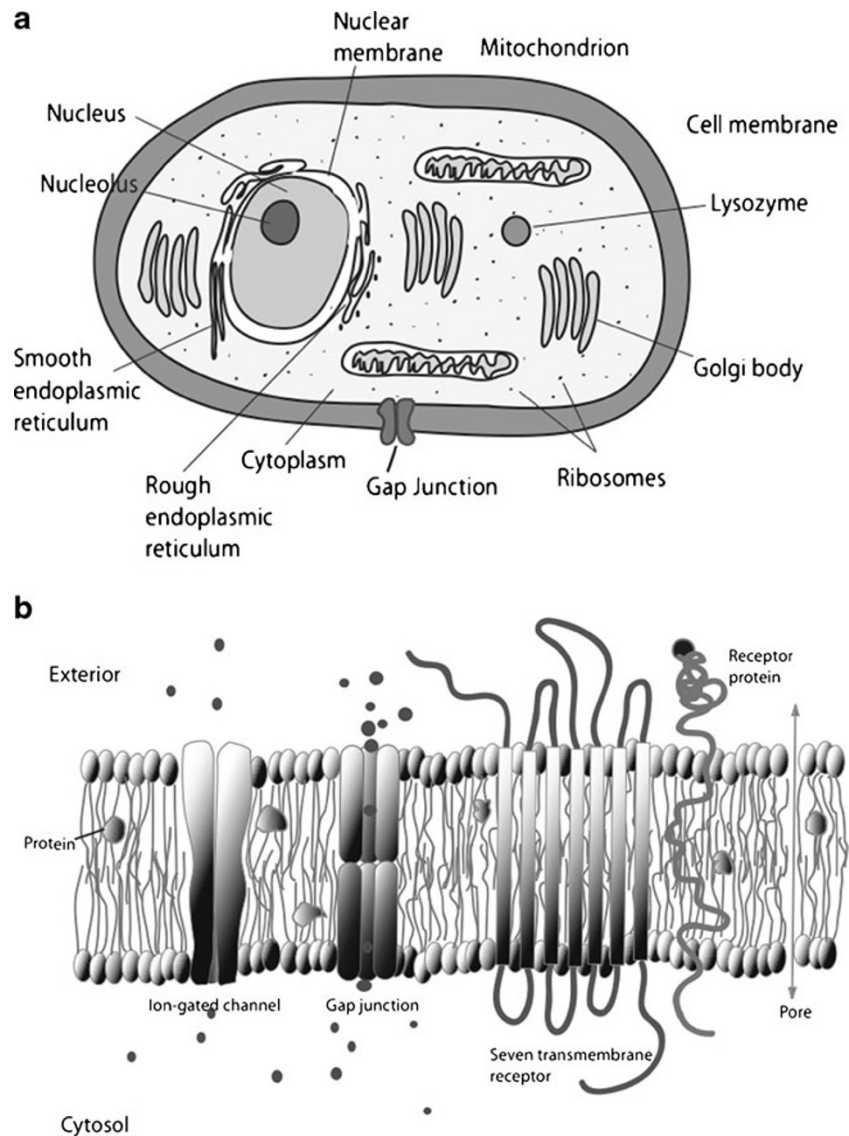 a
Nuclear
membrane
Mitochondrion
Nucleus
Cell membrane
Nucleolus
Lysozyme
Smooth
endoplasmic
reticulum
Golgi body
Cytoplasm
Rough
endoplasmic
reticulum
Gap Junction
Ribosomes
b
Exterior
Receptor
protein
Protein
Ion-gated channel
Gap junction
Pore
Seven transmembrane
receptor
Cytosol